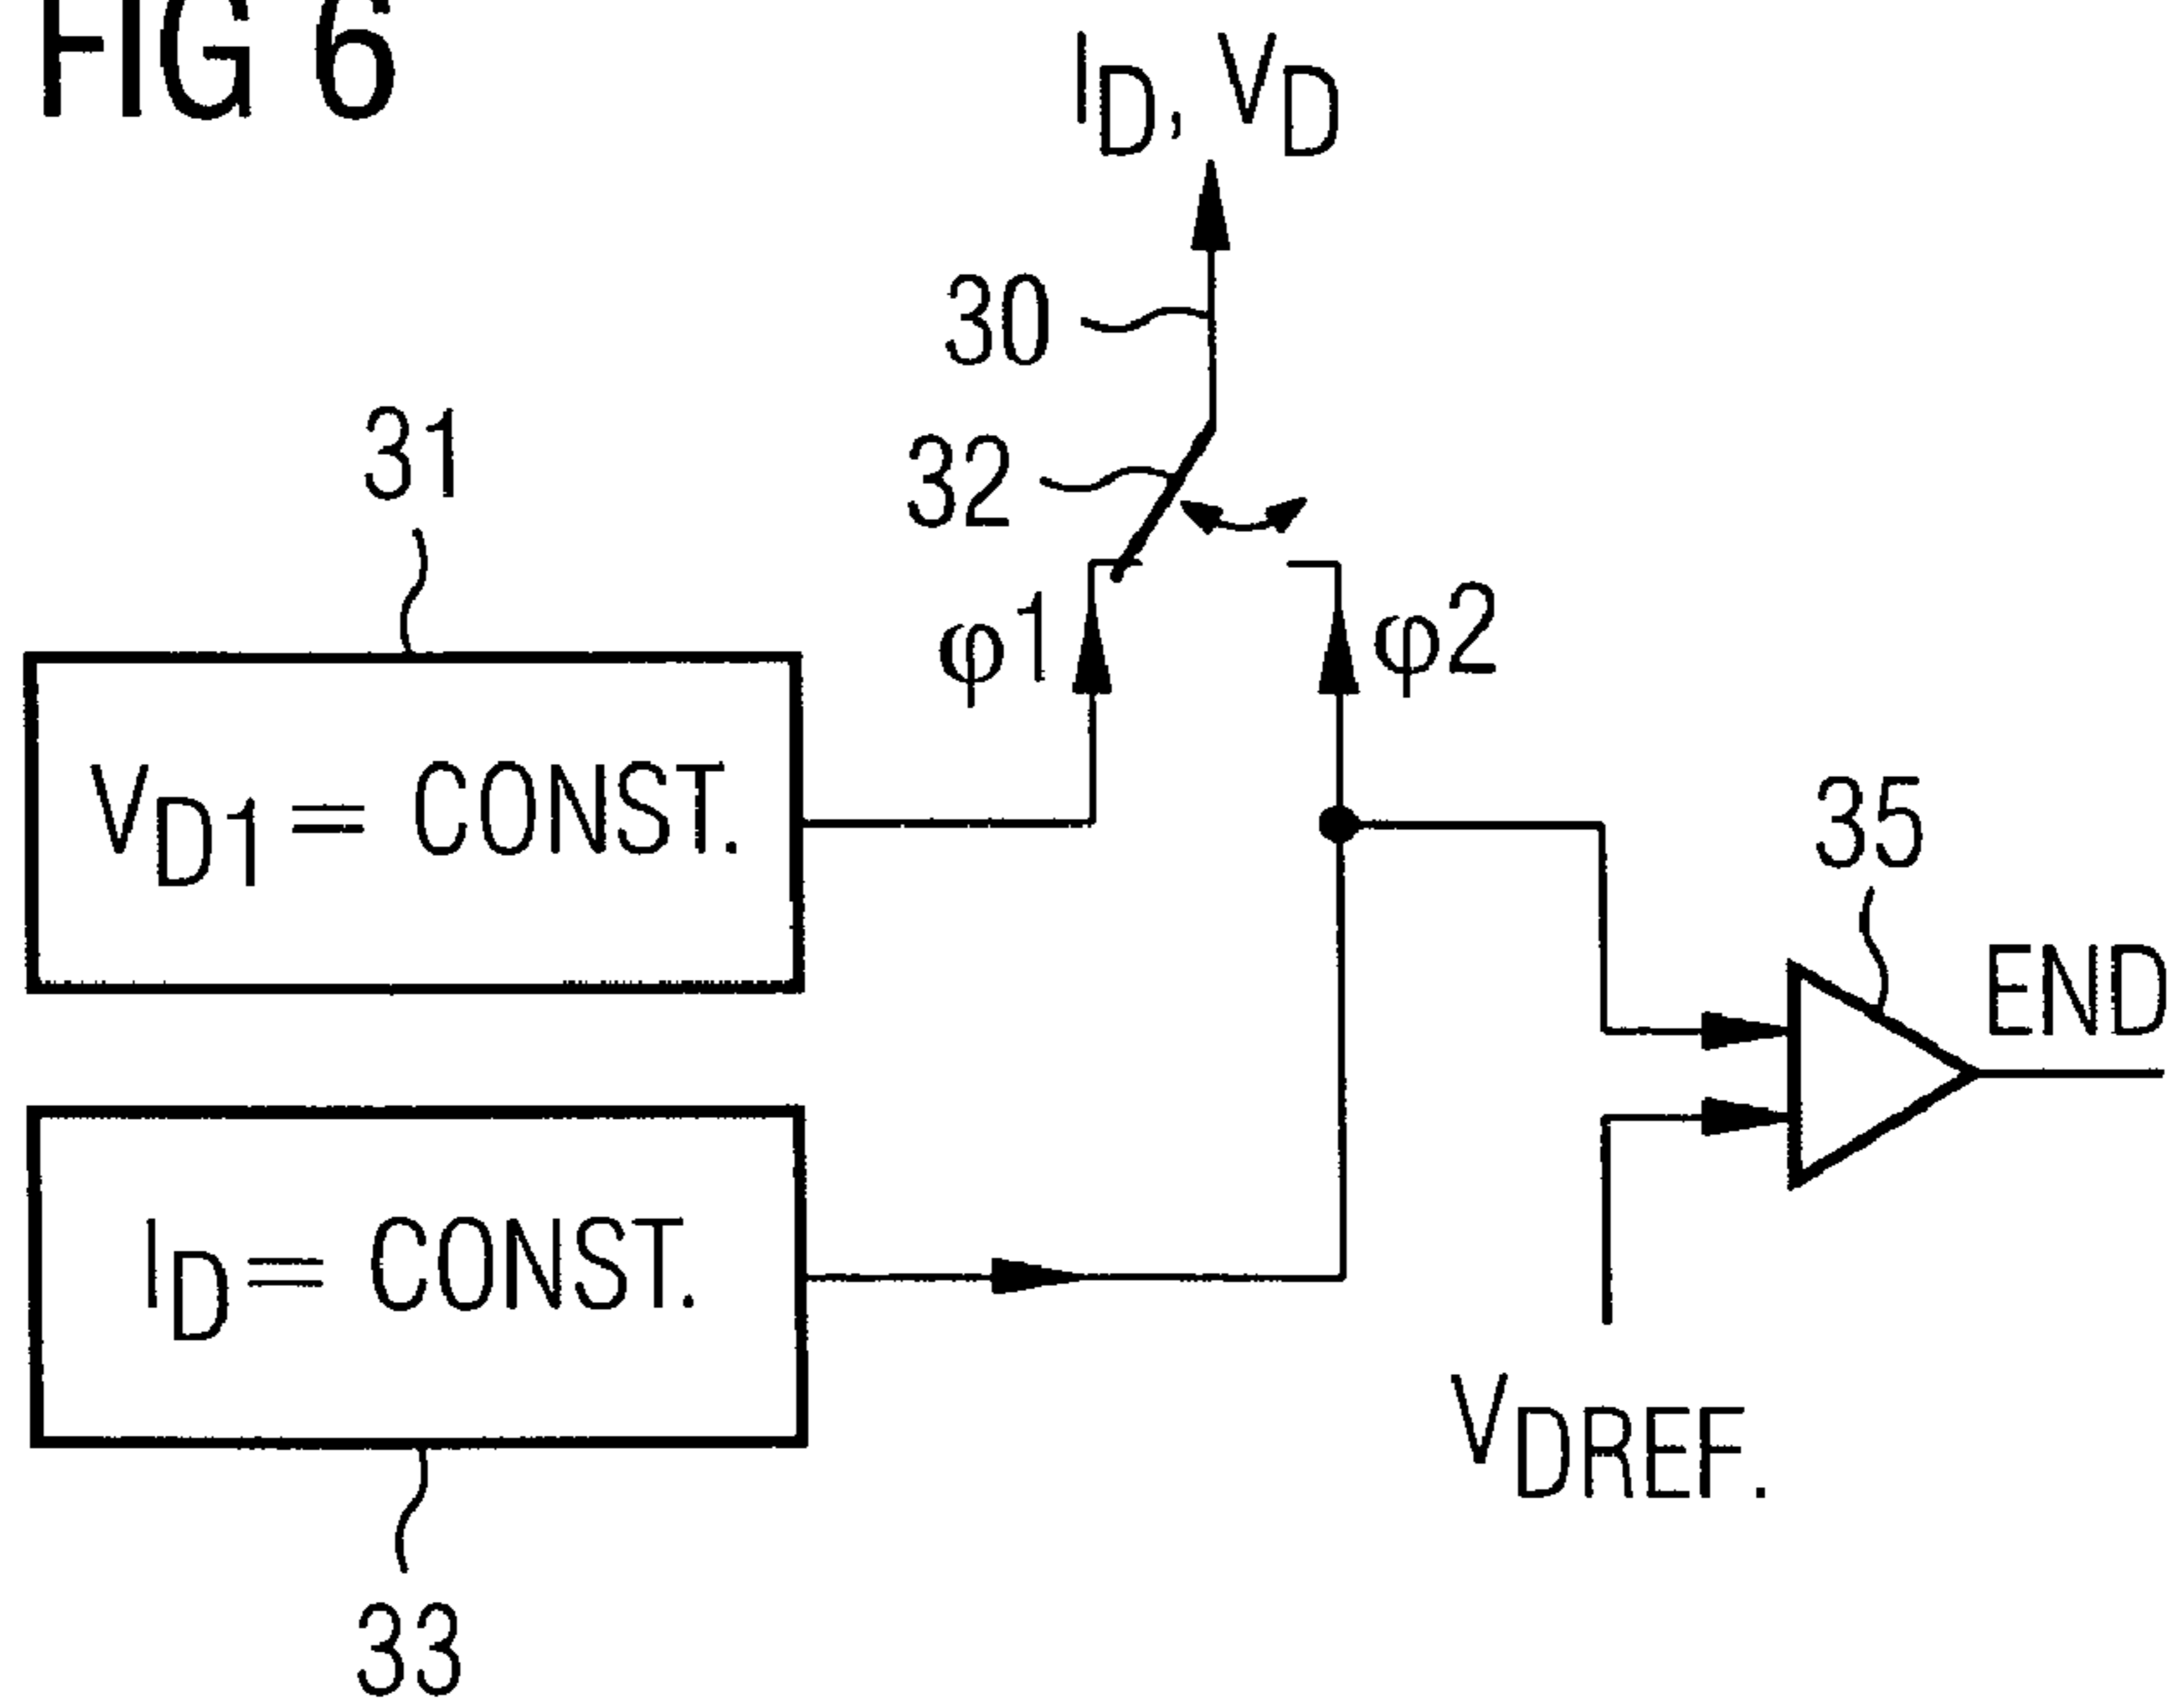 FIG 6
I_D, V_D
30
32
31
φ1
φ2
V_D1 = CONST.
35
END
I_D = CONST.
V_DREF.
33